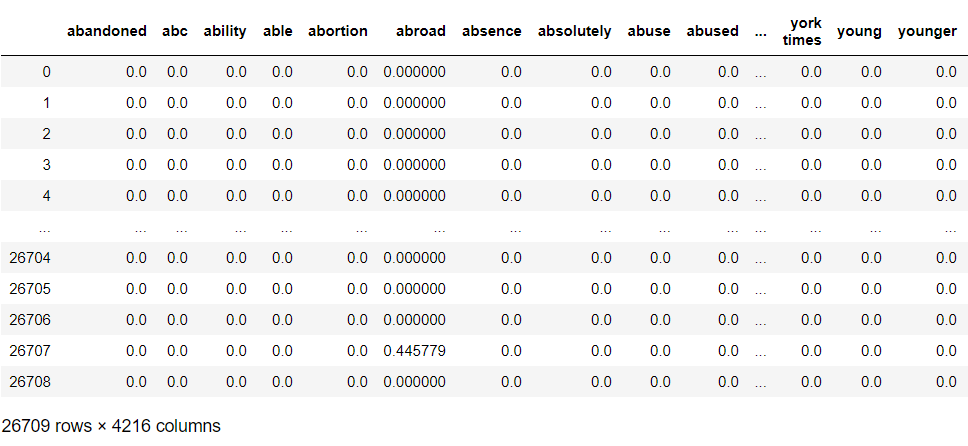 abandoned abc ability able abortion abroad absence absolutely abuse abused ... york times young younger
0 0.0 0.0 0.0 0.0 0.0 0.000000 0.0 0.0 0.0 0.0 ... 0.0 0.0 0.0
1 0.0 0.0 0.0 0.0 0.0 0.000000 0.0 0.0 0.0 0.0 ... 0.0 0.0 0.0
2 0.0 0.0 0.0 0.0 0.0 0.000000 0.0 0.0 0.0 0.0 ... 0.0 0.0 0.0
3 0.0 0.0 0.0 0.0 0.0 0.000000 0.0 0.0 0.0 0.0 ... 0.0 0.0 0.0
4 0.0 0.0 0.0 0.0 0.0 0.000000 0.0 0.0 0.0 0.0 ... 0.0 0.0 0.0
... ... ... ... ... ... ... ... ... ... ... ... ... ... ...
26704 0.0 0.0 0.0 0.0 0.0 0.000000 0.0 0.0 0.0 0.0 ... 0.0 0.0 0.0
26705 0.0 0.0 0.0 0.0 0.0 0.000000 0.0 0.0 0.0 0.0 ... 0.0 0.0 0.0
26706 0.0 0.0 0.0 0.0 0.0 0.000000 0.0 0.0 0.0 0.0 ... 0.0 0.0 0.0
26707 0.0 0.0 0.0 0.0 0.0 0.445779 0.0 0.0 0.0 0.0 ... 0.0 0.0 0.0
26708 0.0 0.0 0.0 0.0 0.0 0.000000 0.0 0.0 0.0 0.0 ... 0.0 0.0 0.0
26709 rows × 4216 columns